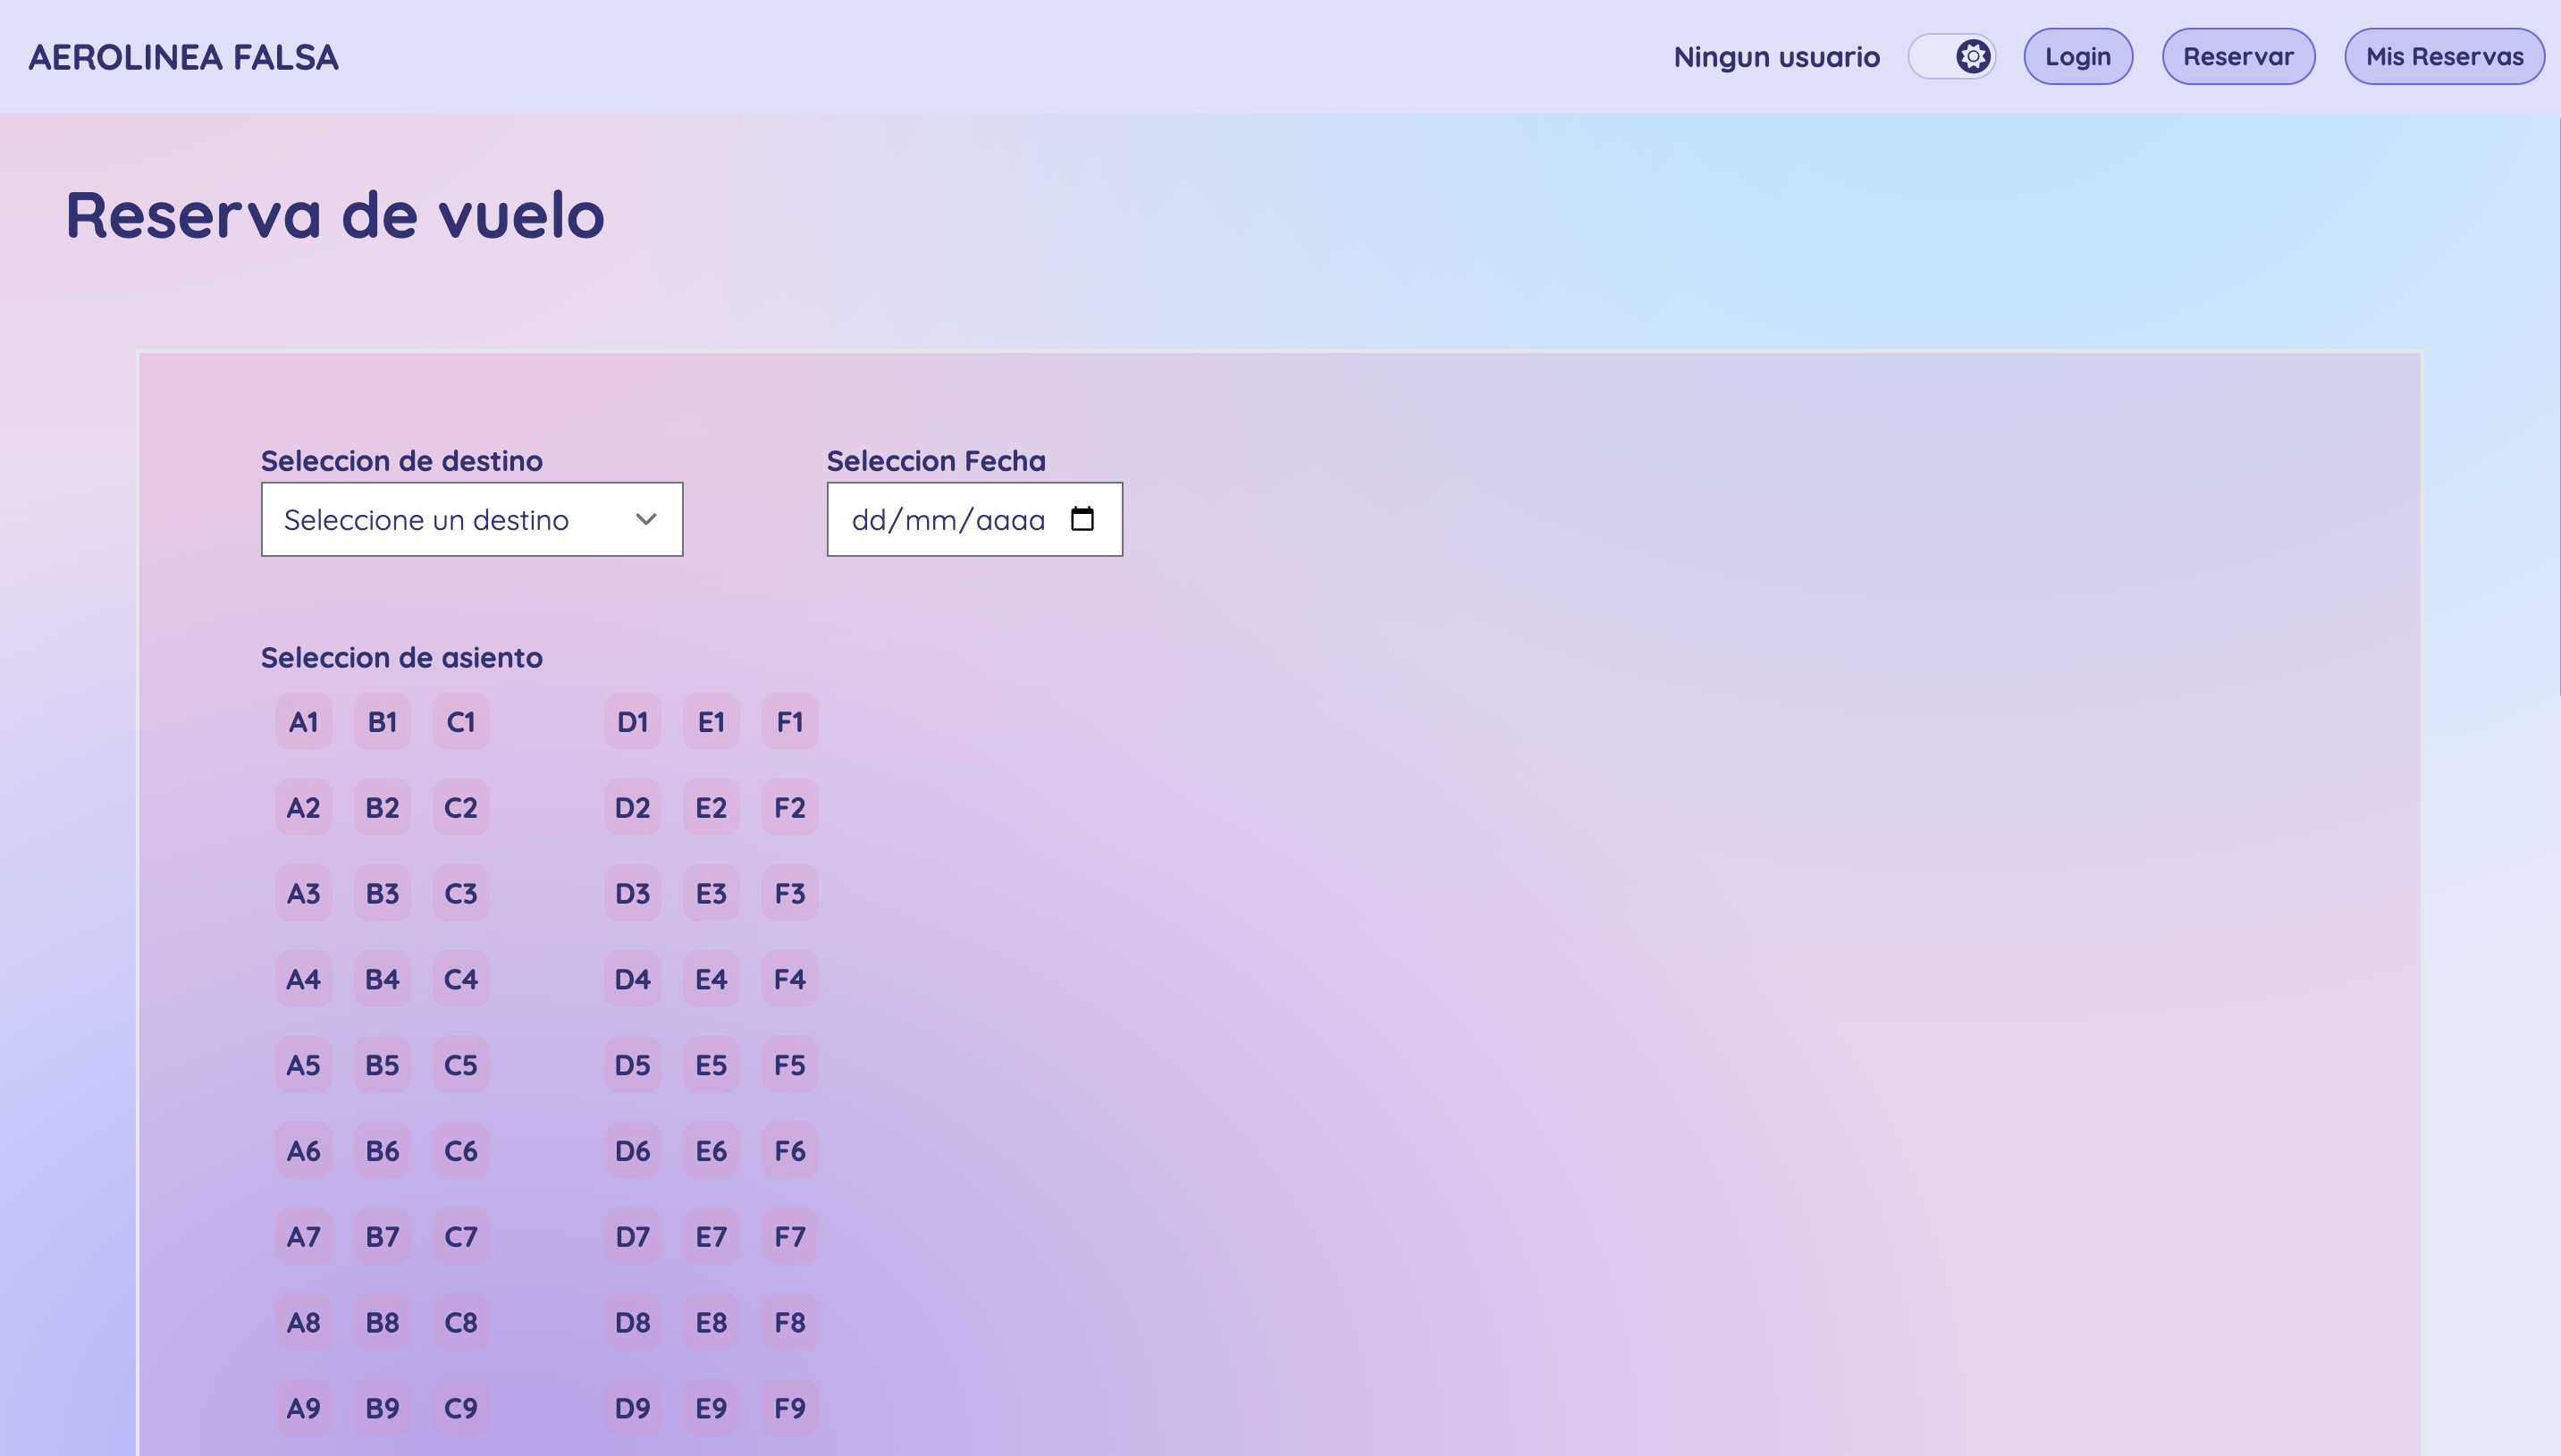 AEROLINEA FALSA Ningun usuario Login Reservar Mis Reservas
Reserva de vuelo
Seleccion de destino Seleccion Fecha
Seleccione un destino dd/mm/aaaa
Seleccion de asiento
A1 B1 C1 D1 E1 F1
A2 B2 C2 D2 E2 F2
A3 B3 C3 D3 E3 F3
A4 B4 C4 D4 E4 F4
A5 B5 C5 D5 E5 F5
A6 B6 C6 D6 E6 F6
A7 B7 C7 D7 E7 F7
A8 B8 C8 D8 E8 F8
A9 B9 C9 D9 E9 F9